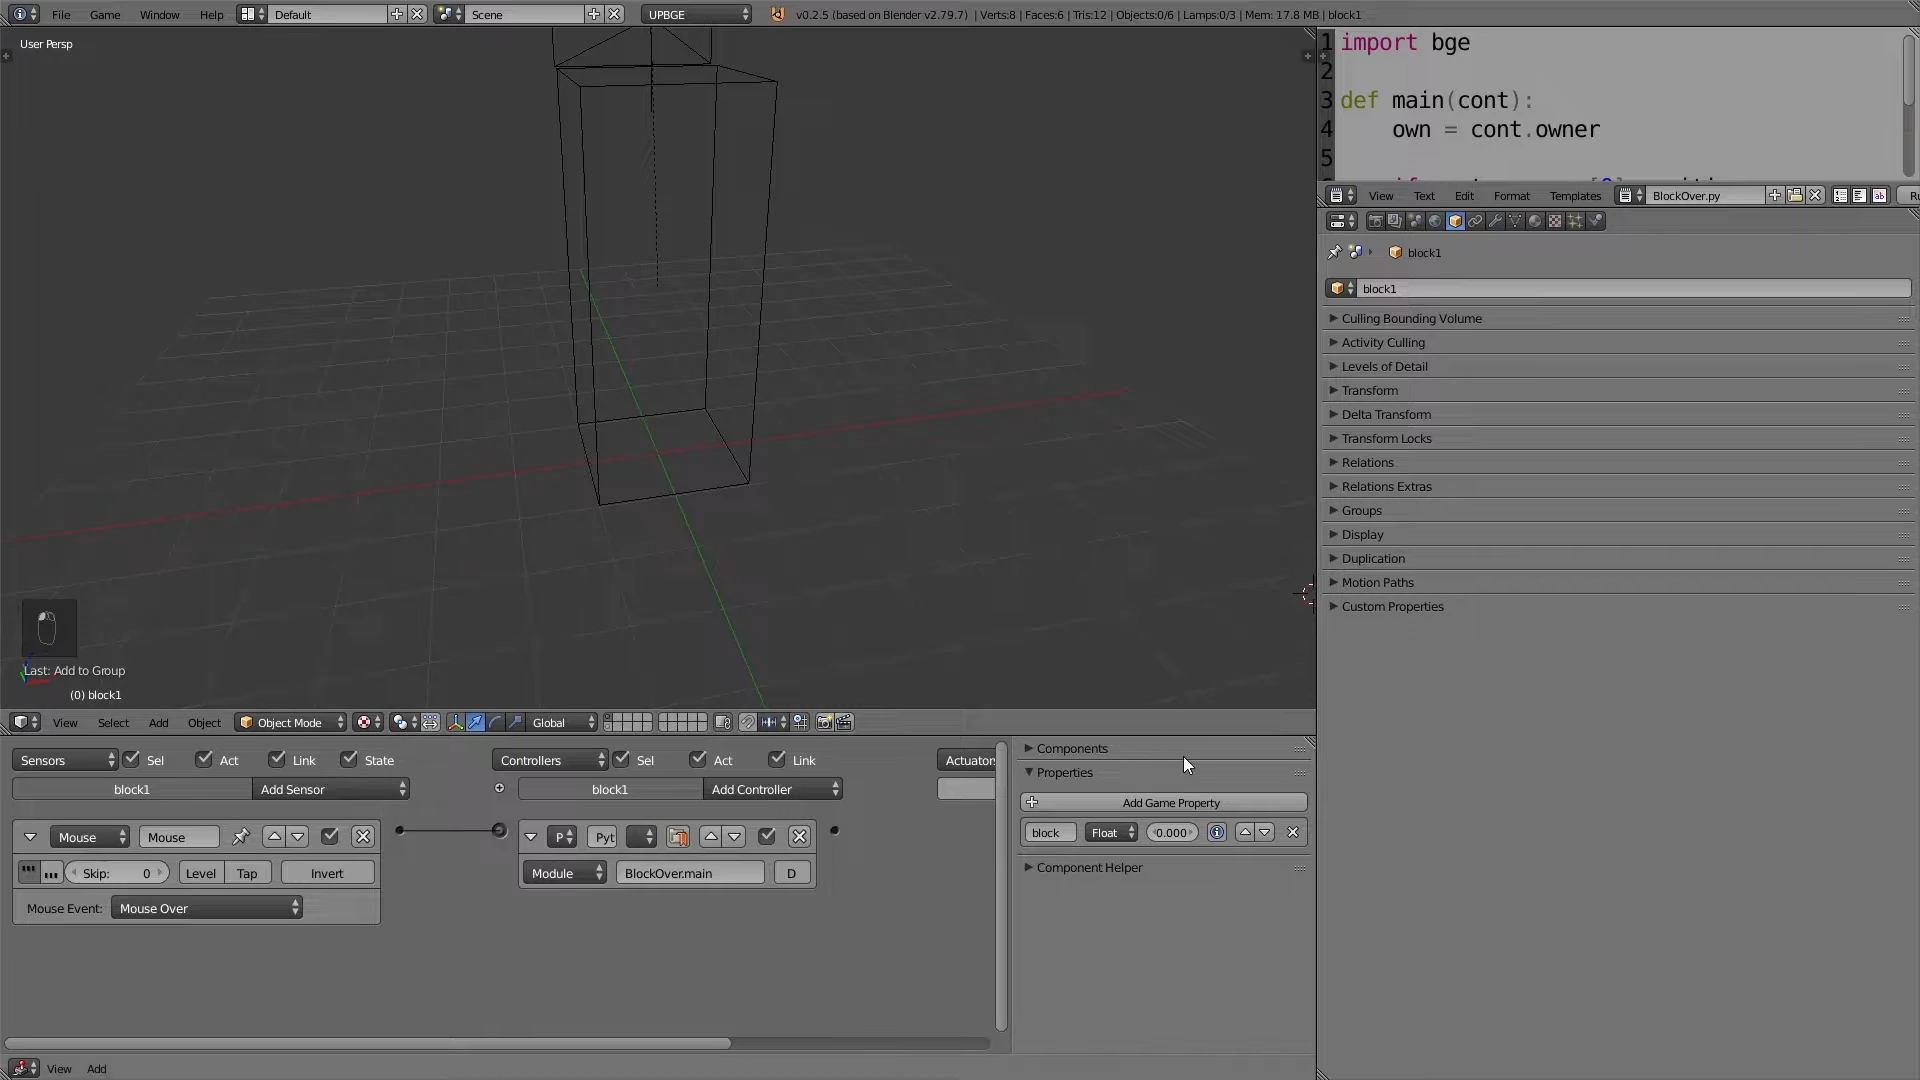 File Game Window Help Default Scene UPBGE v0.2.5 (based on Blender v2.79.7) | Verts:8 | Faces:6 | Tris:12 | Objects:0/6 | Lamps:0/3 | Mem: 17.8 MB | block1
User Persp
1 import bge
2
3 def main(cont):
4 own = cont.owner
5
View Text Edit Format Templates BlockOver.py
block1
block1
Culling Bounding Volume
Activity Culling
Levels of Detail
Transform
Delta Transform
Transform Locks
Relations
Relations Extras
Groups
Display
Duplication
Motion Paths
Custom Properties
Last: Add to Group
(0) block1
View Select Add Object Object Mode Global
Sensors Sel Act Link State Controllers Sel Act Link Actuators
block1 Add Sensor block1 Add Controller
Mouse Mouse P Pyt
Skip: 0 Level Tap Invert Module BlockOver.main D
Mouse Event: Mouse Over
Components
Properties
Add Game Property
block Float 0.000
Component Helper
View Add